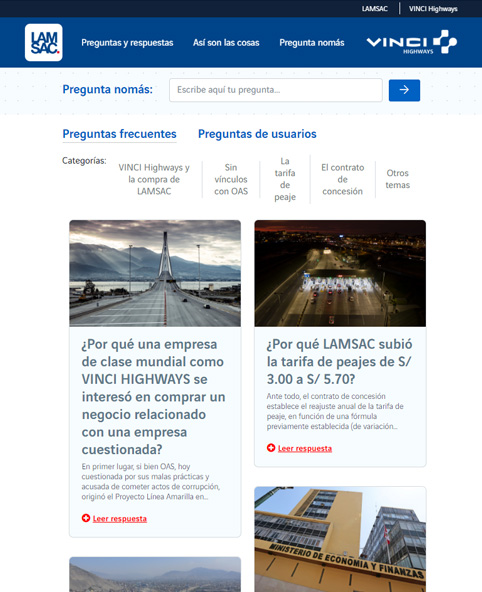 LAMSAC
VINCI Highways
LAM
SAC.
Preguntas y respuestas
Así son las cosas
Pregunta nomás
VINCI
HIGHWAYS
Pregunta nomás:
Escribe aquí tu pregunta...
Preguntas frecuentes
Preguntas de usuarios
Categorías:
VINCI Highways y
la compra de
LAMSAC
Sin
vínculos
con OAS
La
tarifa
de
peaje
El contrato
de
concesión
Otros
temas
¿Por qué una empresa
de clase mundial como
VINCI HIGHWAYS se
interesó en comprar un
negocio relacionado
con una empresa
cuestionada?
En primer lugar, si bien OAS, hoy
cuestionada por sus malas prácticas y
acusada de cometer actos de corrupción,
originó el Proyecto Línea Amarilla en...
Leer respuesta
¿Por qué LAMSAC subió
la tarifa de peajes de S/
3.00 a S/ 5.70?
Ante todo, el contrato de concesión
establece el reajuste anual de la tarifa de
peaje, en función de una fórmula
previamente establecida (de variación...
Leer respuesta
MINISTERIO DE ECONOMIA Y FINANZAS